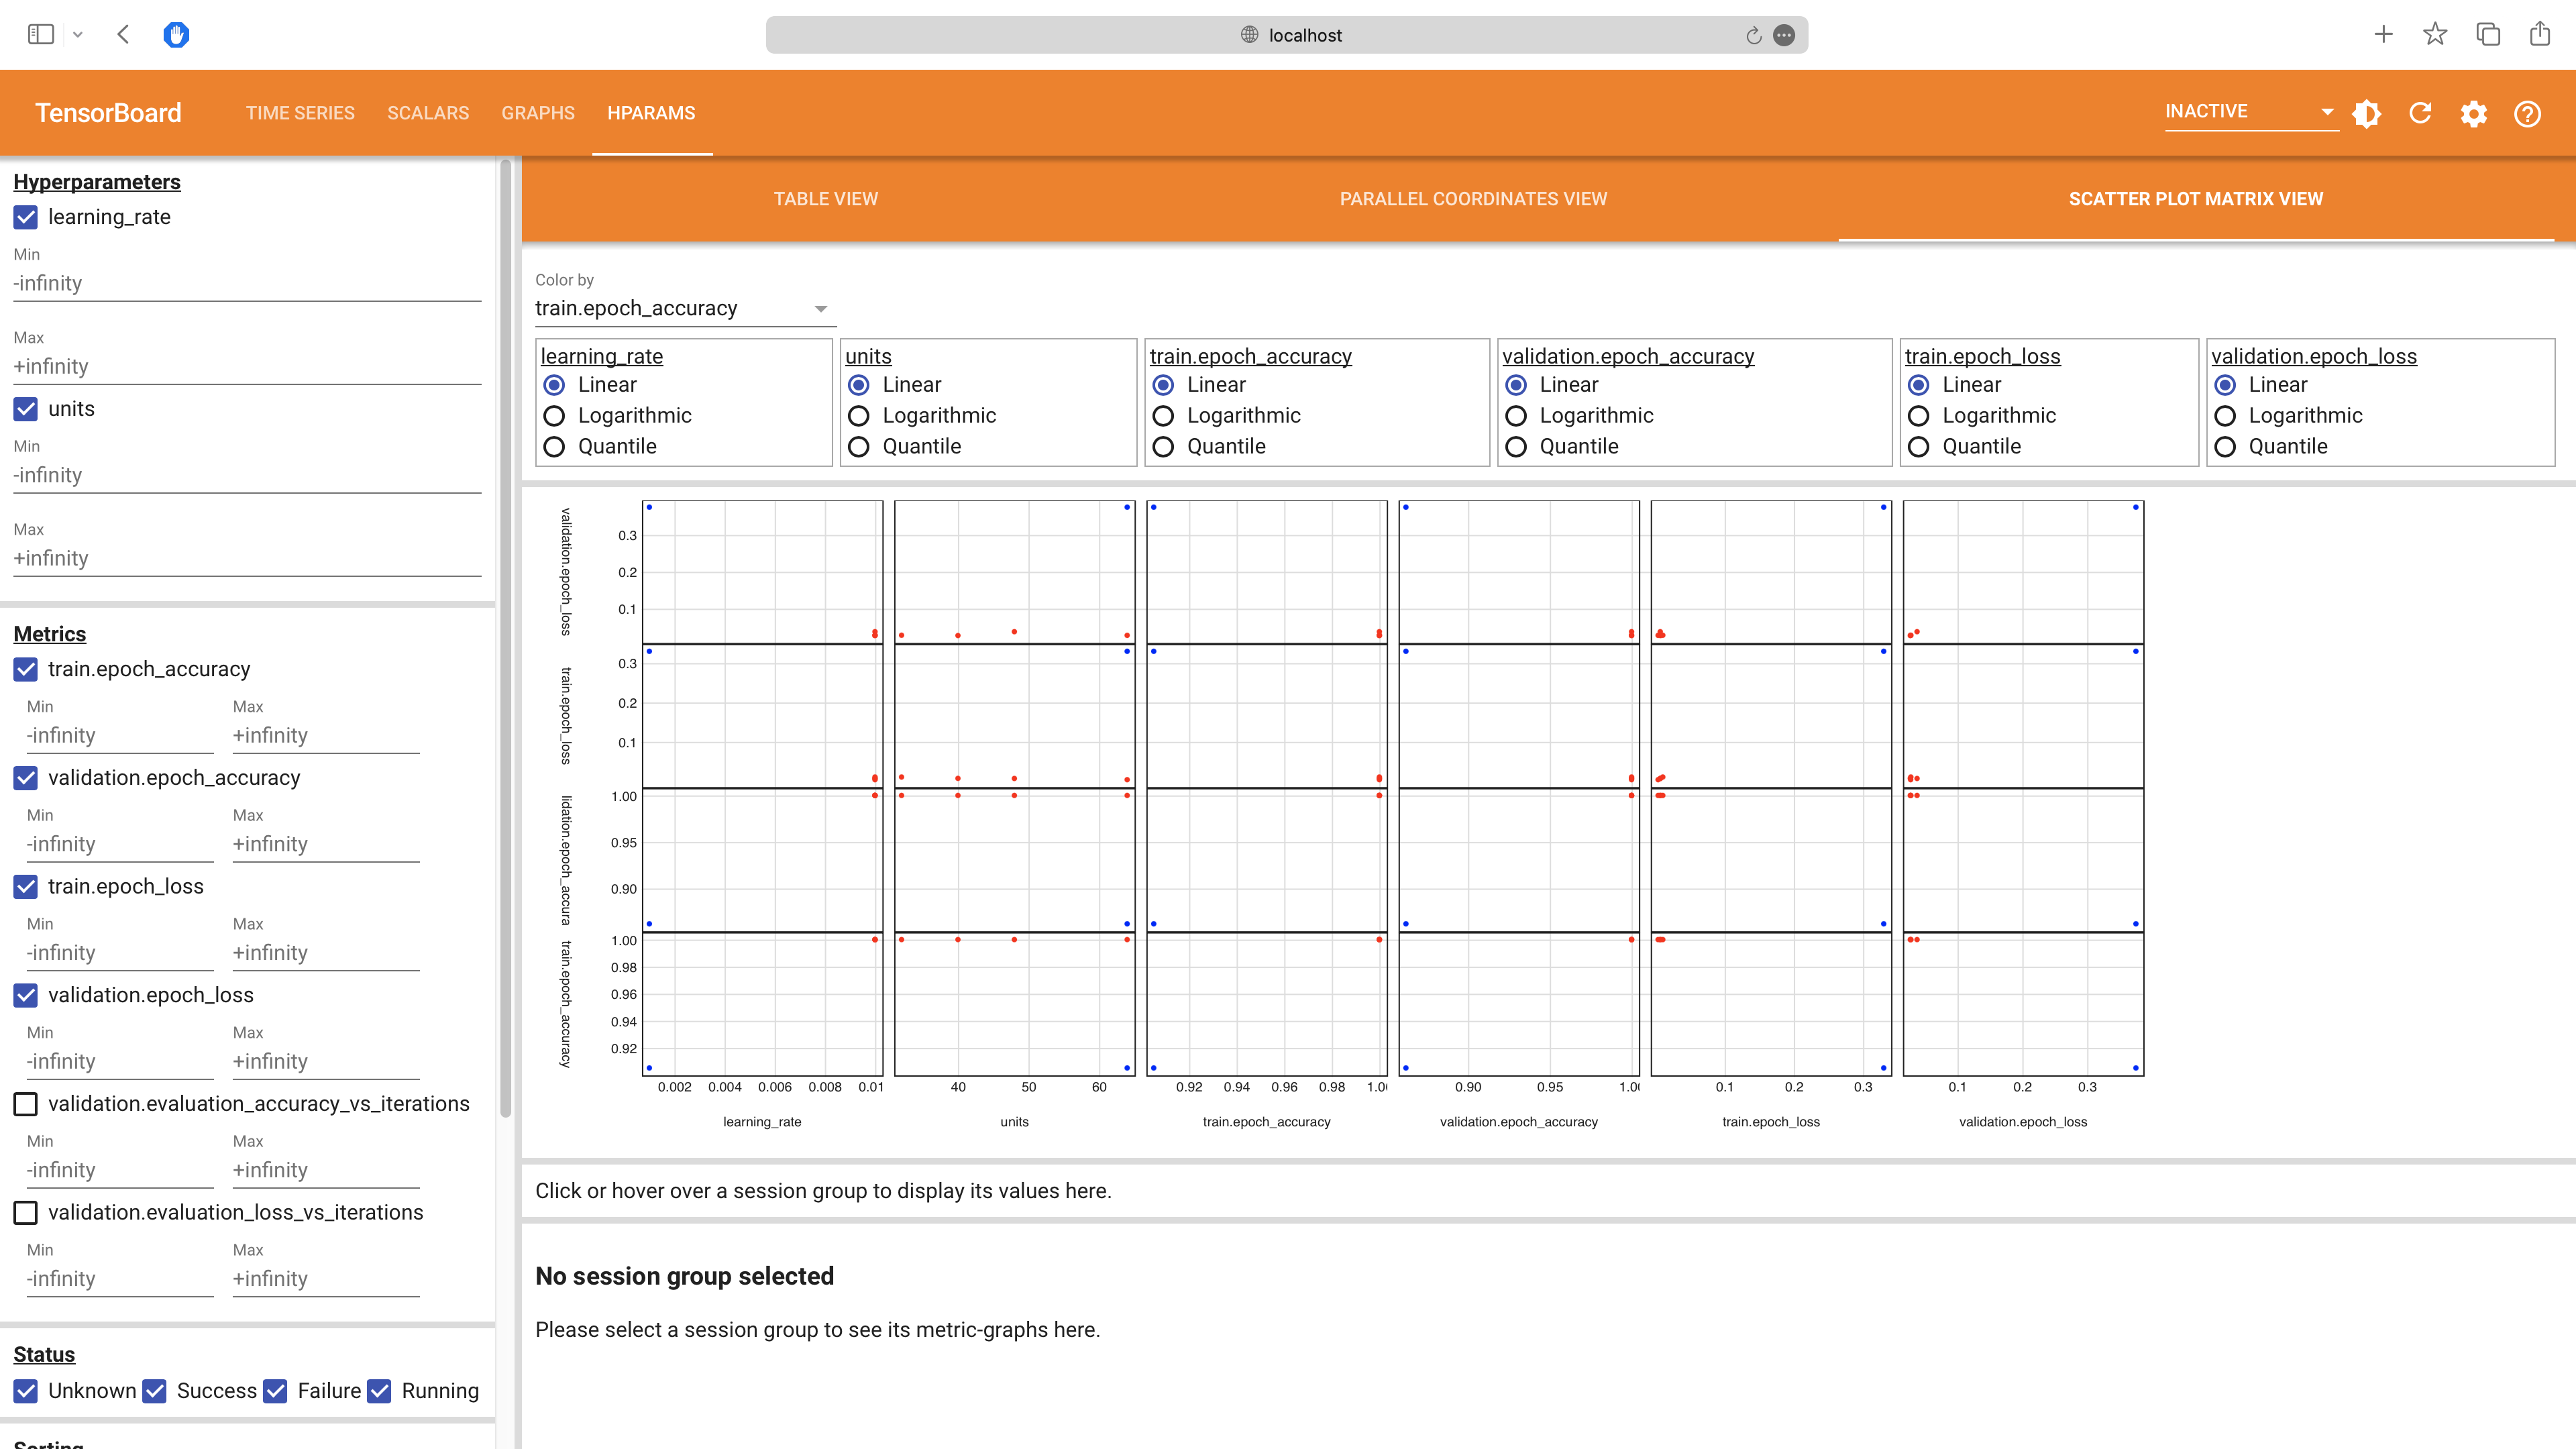 localhost
TensorBoard
TIME SERIES SCALARS GRAPHS HPARAMS
INACTIVE
Hyperparameters
learning_rate
Min
-infinity
Max
+infinity
units
Min
-infinity
Max
+infinity
Metrics
train.epoch_accuracy
Min Max
-infinity +infinity
validation.epoch_accuracy
Min Max
-infinity +infinity
train.epoch_loss
Min Max
-infinity +infinity
validation.epoch_loss
Min Max
-infinity +infinity
validation.evaluation_accuracy_vs_iterations
Min Max
-infinity +infinity
validation.evaluation_loss_vs_iterations
Min Max
-infinity +infinity
Status
Unknown Success Failure Running
Sorting
TABLE VIEW PARALLEL COORDINATES VIEW SCATTER PLOT MATRIX VIEW
Color by
train.epoch_accuracy
learning_rate units train.epoch_accuracy validation.epoch_accuracy train.epoch_loss validation.epoch_loss
Linear Linear Linear Linear Linear Linear
Logarithmic Logarithmic Logarithmic Logarithmic Logarithmic Logarithmic
Quantile Quantile Quantile Quantile Quantile Quantile
validation.epoch_loss
0.3
0.2
0.1
train.epoch_loss
0.3
0.2
0.1
lidation.epoch_accura
1.00
0.95
0.90
train.epoch_accuracy
1.00
0.98
0.96
0.94
0.92
0.002 0.004 0.006 0.008 0.01 40 50 60 0.92 0.94 0.96 0.98 1.0 0.90 0.95 1.0 0.1 0.2 0.3 0.1 0.2 0.3
learning_rate units train.epoch_accuracy validation.epoch_accuracy train.epoch_loss validation.epoch_loss
Click or hover over a session group to display its values here.
No session group selected
Please select a session group to see its metric-graphs here.